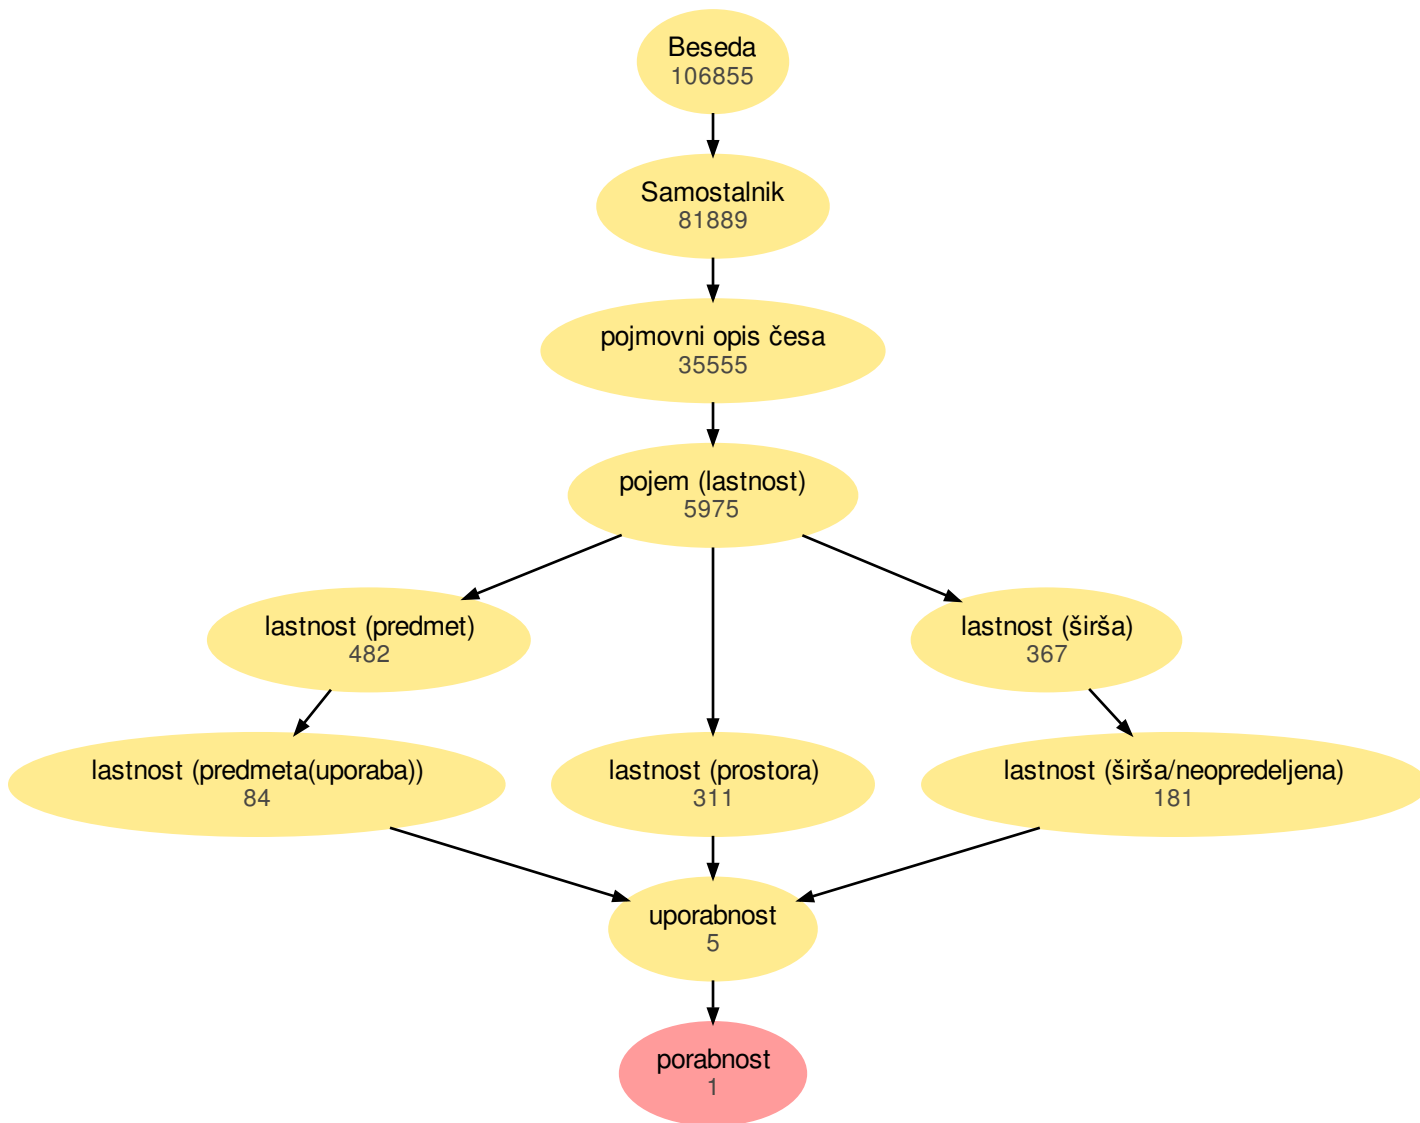 Beseda
106855
Samostalnik
81889
pojmovni opis česa
35555
pojem (lastnost)
5975
lastnost (predmet)
482
lastnost (širša)
367
lastnost (predmeta(uporaba))
84
lastnost (prostora)
311
lastnost (širša/neopredeljena)
181
uporabnost
5
porabnost
1